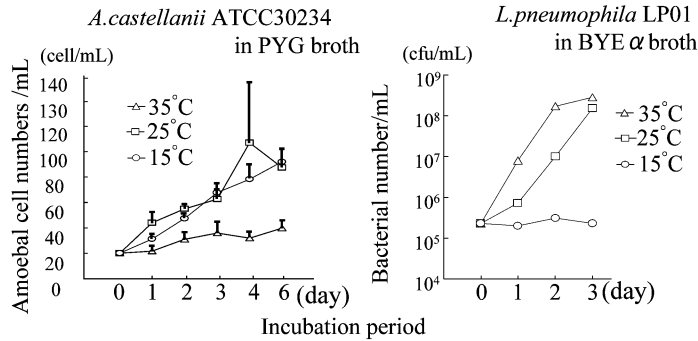 A.castellanii ATCC30234
in PYG broth
(cell/mL)
Amoebal cell numbers /mL
140
120
100
80
60
40
20
0
35°C
25°C
15°C
0 1 2 3 4 6 (day)
L.pneumophila LP01
in BYE α broth
(cfu/mL)
Bacterial number/mL
10⁹
10⁸
10⁷
10⁶
10⁵
10⁴
35°C
25°C
15°C
0 1 2 3 (day)
Incubation period